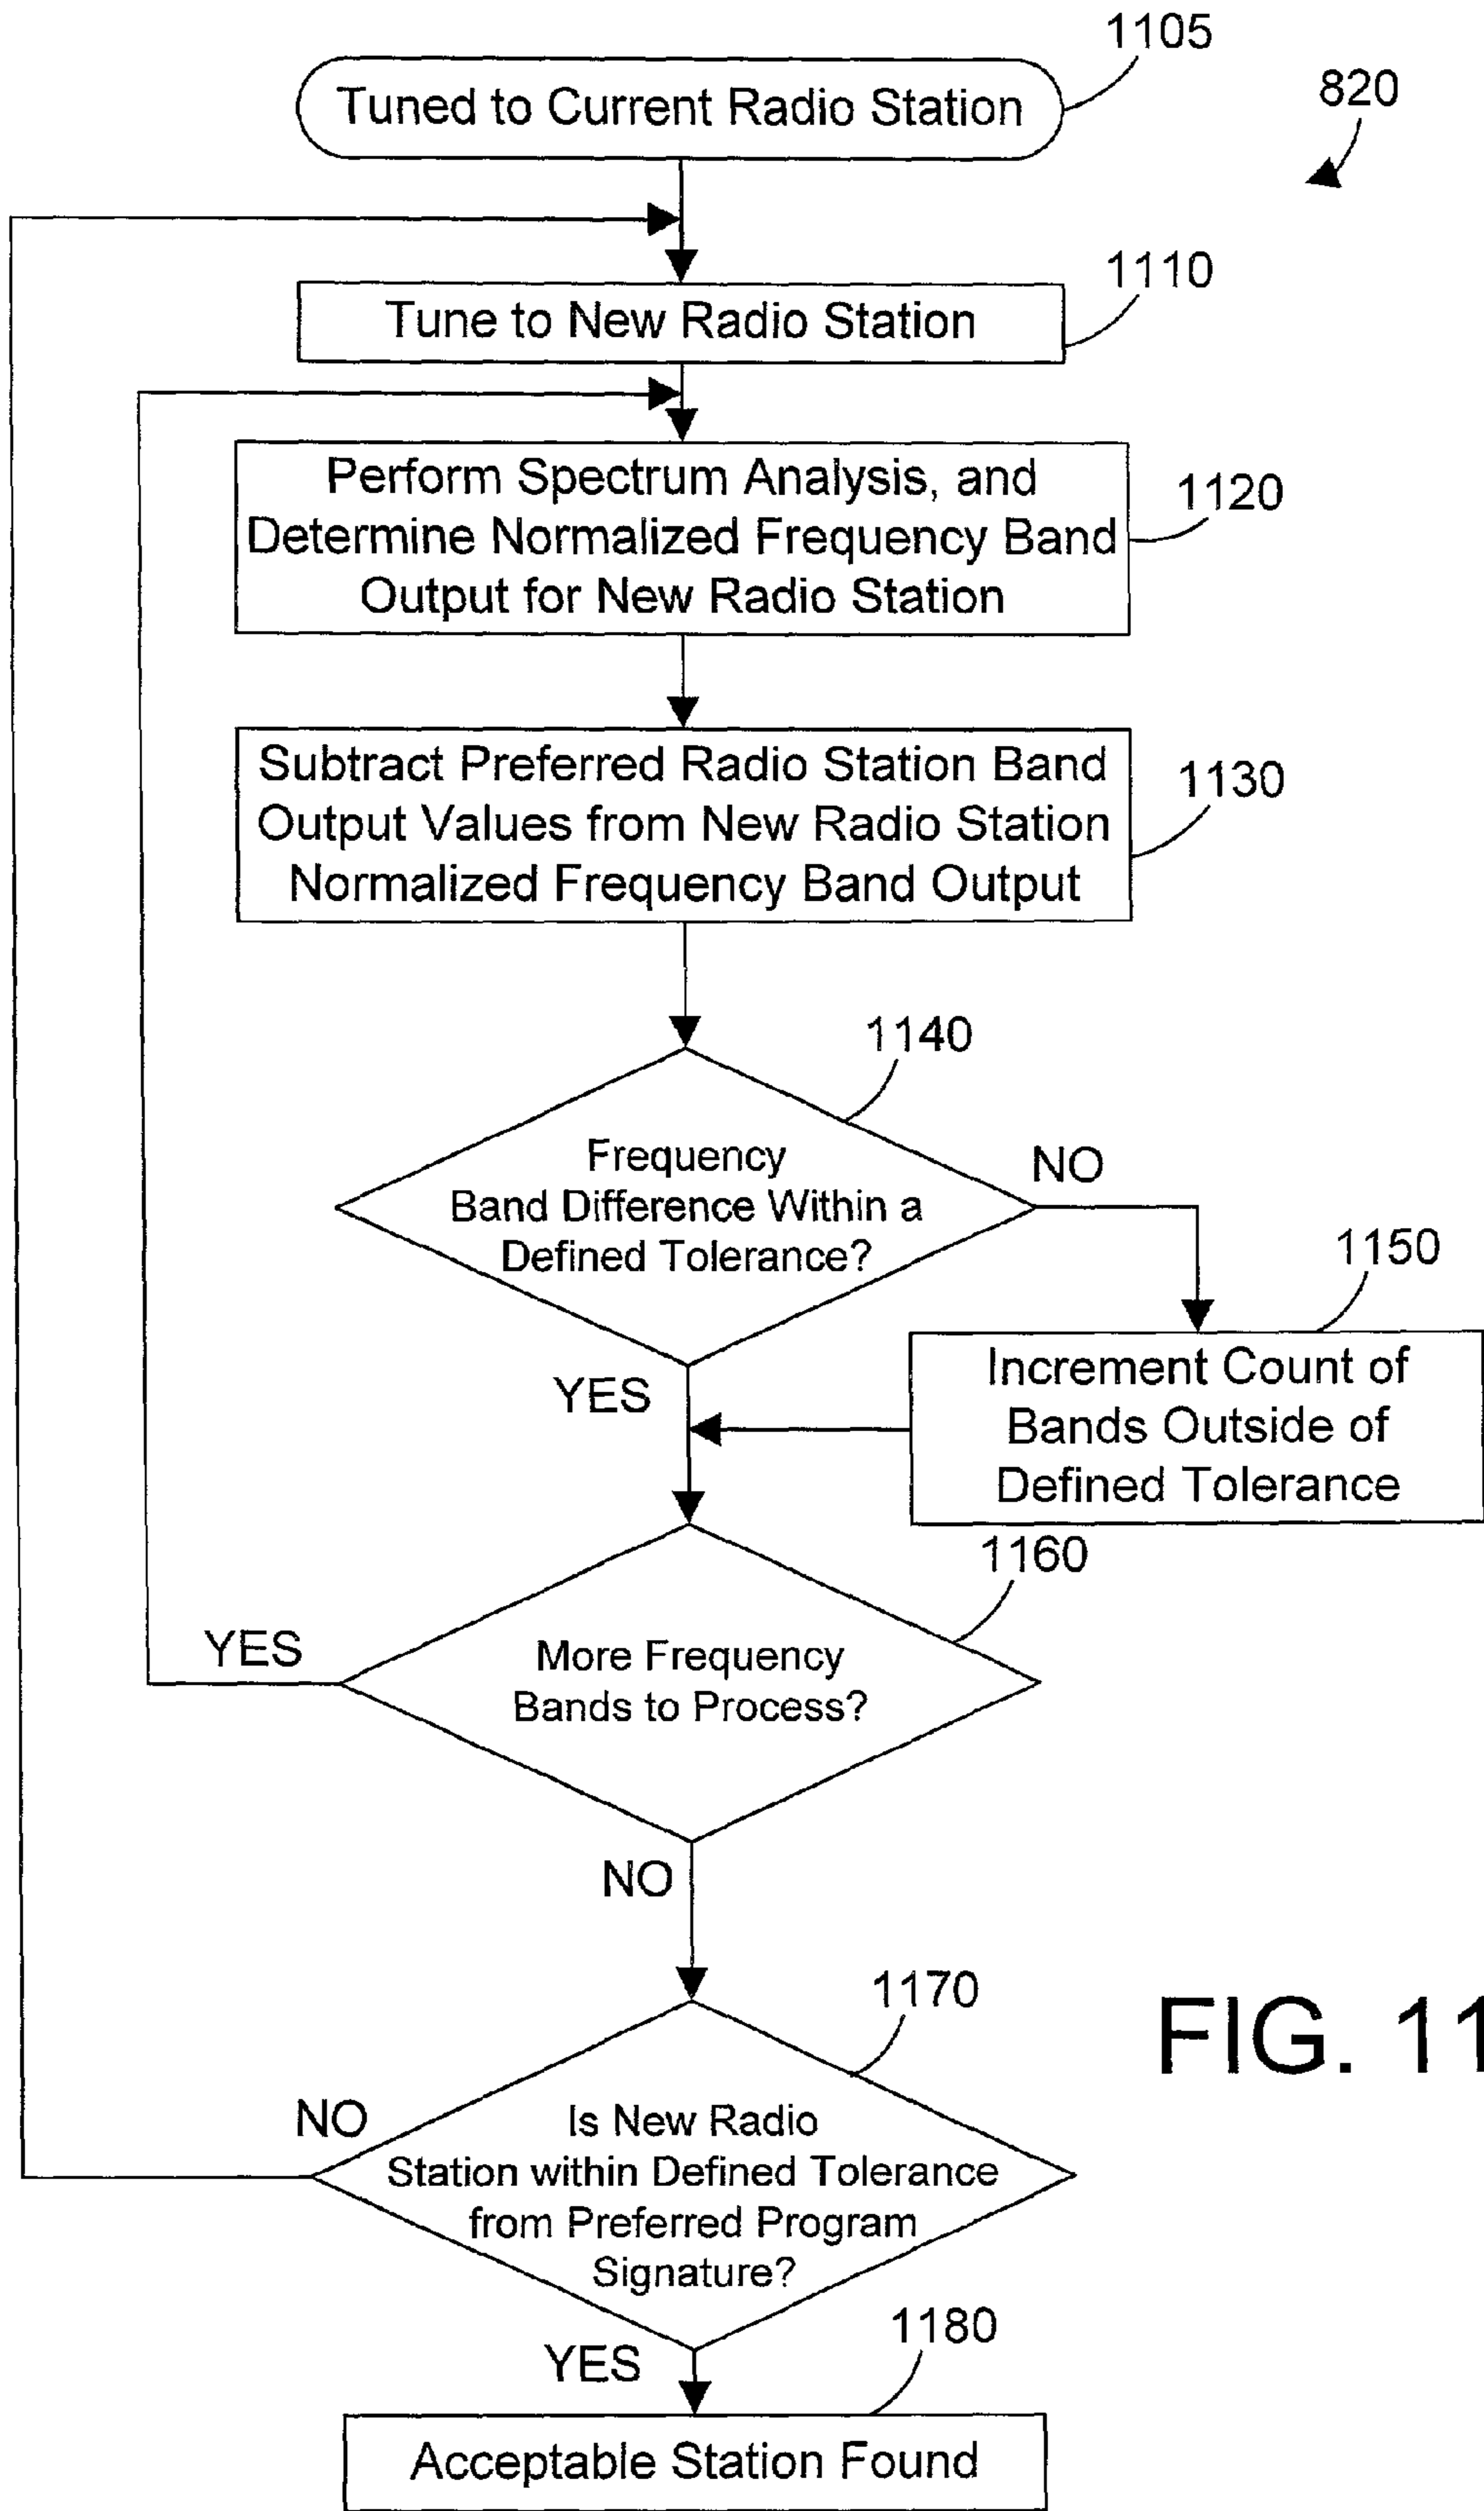 1105
Tuned to Current Radio Station
820
1110
Tune to New Radio Station
Perform Spectrum Analysis, and
Determine Normalized Frequency Band
Output for New Radio Station
1120
Subtract Preferred Radio Station Band
Output Values from New Radio Station
Normalized Frequency Band Output
1130
1140
Frequency
Band Difference Within a
Defined Tolerance?
NO
1150
YES
Increment Count of
Bands Outside of
Defined Tolerance
1160
YES
More Frequency
Bands to Process?
NO
1170
FIG. 11
NO
Is New Radio
Station within Defined Tolerance
from Preferred Program
Signature?
1180
YES
Acceptable Station Found